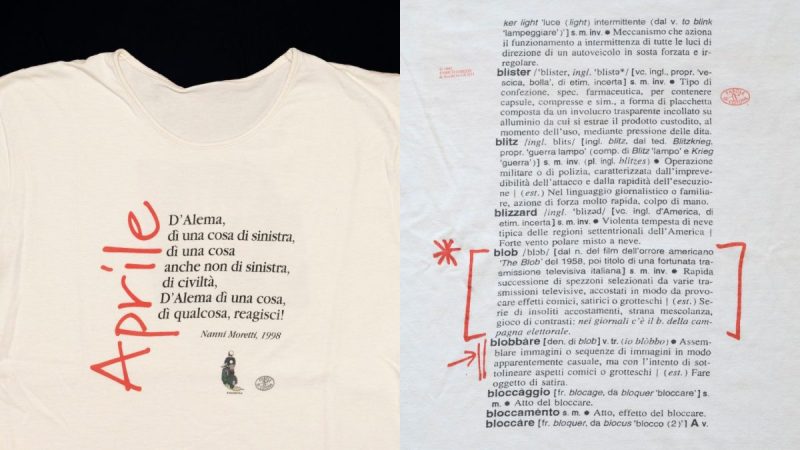 Aprile
D'Alema,
dì una cosa di sinistra,
dì una cosa
anche non di sinistra,
di civiltà,
D'Alema dì una cosa,
dì qualcosa, reagisci!
Nanni Moretti, 1998
ker light 'luce (light) intermittente (dal v. to blink
'lampeggiare')'] s. m. inv. ● Meccanismo che aziona
il funzionamento a intermittenza di tutte le luci di
direzione di un autoveicolo in sosta forzata e ir-
regolare.
blister /'blister, ingl. 'blistə*/ [vc. ingl., propr. 've-
scica, bolla', di etim. incerta] s. m. inv. ● Tipo di
confezione, spec. farmaceutica, per contenere
capsule, compresse e sim., a forma di placchetta
composta da un involucro trasparente incollato su
alluminio da cui si estrae il prodotto custodito, al
momento dell'uso, mediante pressione delle dita.
blitz /ingl. blits/ [ingl. blitz, dal ted. Blitzkrieg,
propr. 'guerra lampo' (comp. di Blitz 'lampo' e Krieg
'guerra')] s. m. inv. (pl. ingl. blitzes) ● Operazione
militare o di polizia, caratterizzata dall'impreve-
dibilità dell'attacco e dalla rapidità dell'esecuzio-
ne | (est.) Nel linguaggio giornalistico o familia-
re, azione di forza molto rapida, colpo di mano.
blizzard /ingl. 'blizəd/ [vc. ingl. d'America, di
etim. incerta] s. m. inv. ● Violenta tempesta di neve
tipica delle regioni settentrionali dell'America |
Forte vento polare misto a neve.
* blob /blɔb/ [dal n. del film dell'orrore americano
'The Blob' del 1958, poi titolo di una fortunata tra-
smissione televisiva italiana] s. m. inv. ● Rapida
successione di spezzoni selezionati da varie tra-
smissioni televisive, accostati in modo da provo-
care effetti comici, satirici o grotteschi | (est.) Se-
rie di insoliti accostamenti, strana mescolanza,
gioco di contrasti: nei giornali c'è il b. della cam-
pagna elettorale.
blobbare [den. di blob] v. tr. (io blòbbo) ● Assem-
blare immagini o sequenze di immagini in modo
apparentemente casuale, ma con l'intento di sot-
tolineare aspetti comici o grotteschi | (est.) Fare
oggetto di satira.
bloccàggio [fr. blocage, da bloquer 'bloccare'] s.
m. ● Atto del bloccare.
bloccaménto s. m. ● Atto, effetto del bloccare.
bloccàre [fr. bloquer, da blocus 'blocco (2)'] A v.